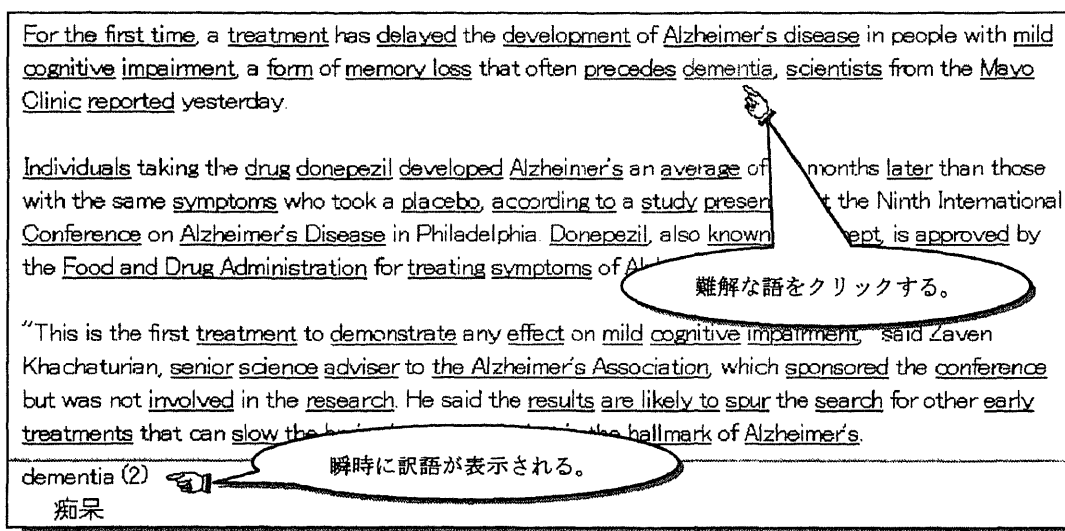 For the first time, a treatment has delayed the development of Alzheimer's disease in people with mild
cognitive impairment, a form of memory loss that often precedes dementia, scientists from the Mayo
Clinic reported yesterday.
Individuals taking the drug donepezil developed Alzheimer's an average of months later than those
with the same symptoms who took a placebo, according to a study presen t the Ninth International
Conference on Alzheimer's Disease in Philadelphia. Donepezil, also known ept, is approved by
the Food and Drug Administration for treating symptoms of
難解な語をクリックする。
"This is the first treatment to demonstrate any effect on mild cognitive impairment," said Zaven
Khachaturian, senior science adviser to the Alzheimer's Association, which sponsored the conference
but was not involved in the research. He said the results are likely to spur the search for other early
treatments that can slow the hallmark of Alzheimer's.
瞬時に訳語が表示される。
dementia (2)
痴呆